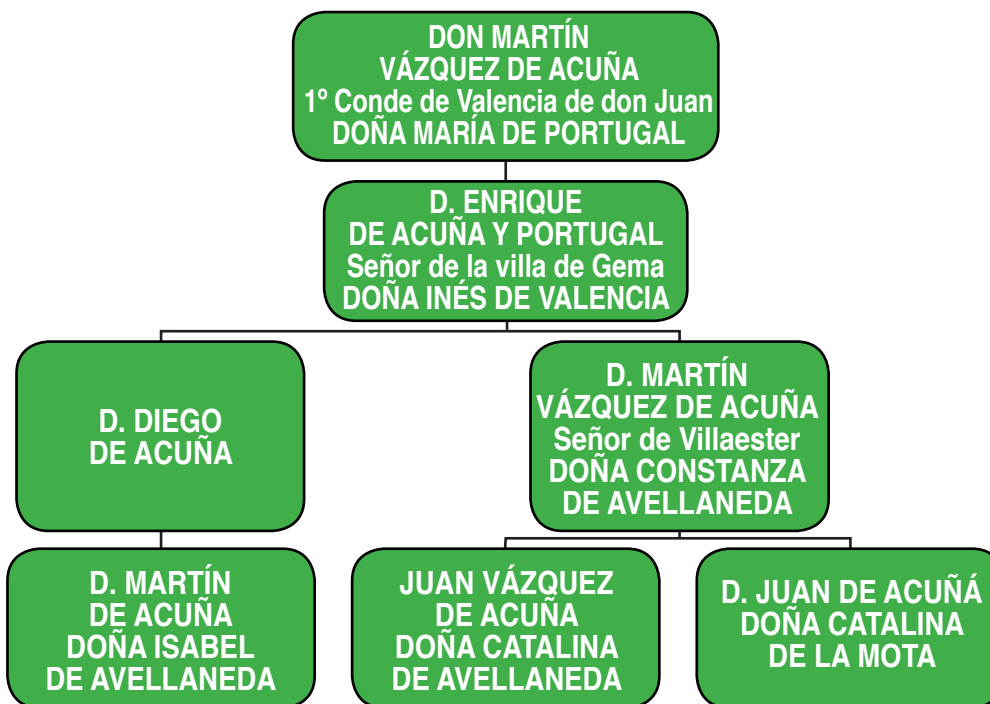 DON MARTÍN
VÁZQUEZ DE ACUÑA
1º Conde de Valencia de don Juan
DOÑA MARÍA DE PORTUGAL
D. ENRIQUE
DE ACUÑA Y PORTUGAL
Señor de la villa de Gema
DOÑA INÉS DE VALENCIA
D. DIEGO
DE ACUÑA
D. MARTÍN
VÁZQUEZ DE ACUÑA
Señor de Villaester
DOÑA CONSTANZA
DE AVELLANEDA
D. MARTÍN
DE ACUÑA
DOÑA ISABEL
DE AVELLANEDA
JUAN VÁZQUEZ
DE ACUÑA
DOÑA CATALINA
DE AVELLANEDA
D. JUAN DE ACUÑÁ
DOÑA CATALINA
DE LA MOTA